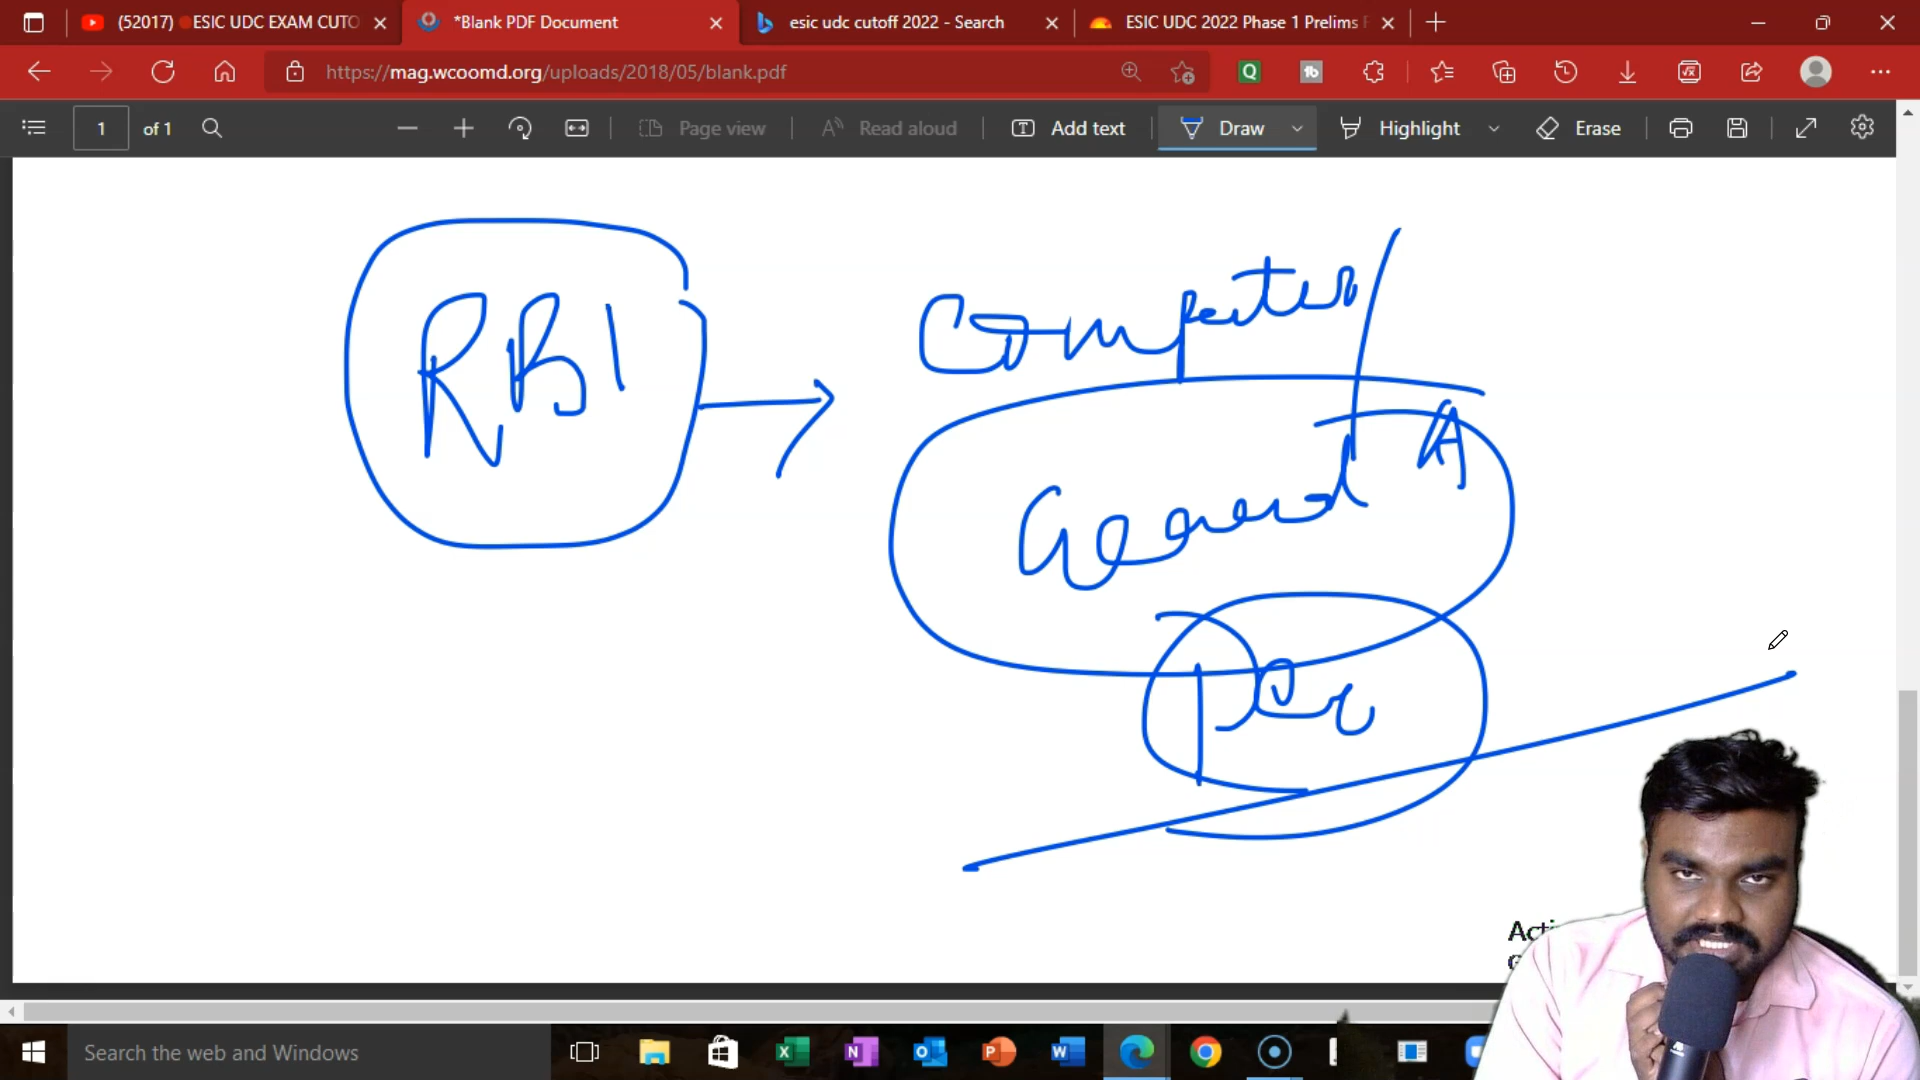 (52017) ESIC UDC EXAM CUTO
*Blank PDF Document
esic udc cutoff 2022 - Search
ESIC UDC 2022 Phase 1 Prelims
https://mag.wcoomd.org/uploads/2018/05/blank.pdf
1 of 1
Page view
Read aloud
Add text
Draw
Highlight
Erase
RBI
Computer
General A
Search the web and Windows